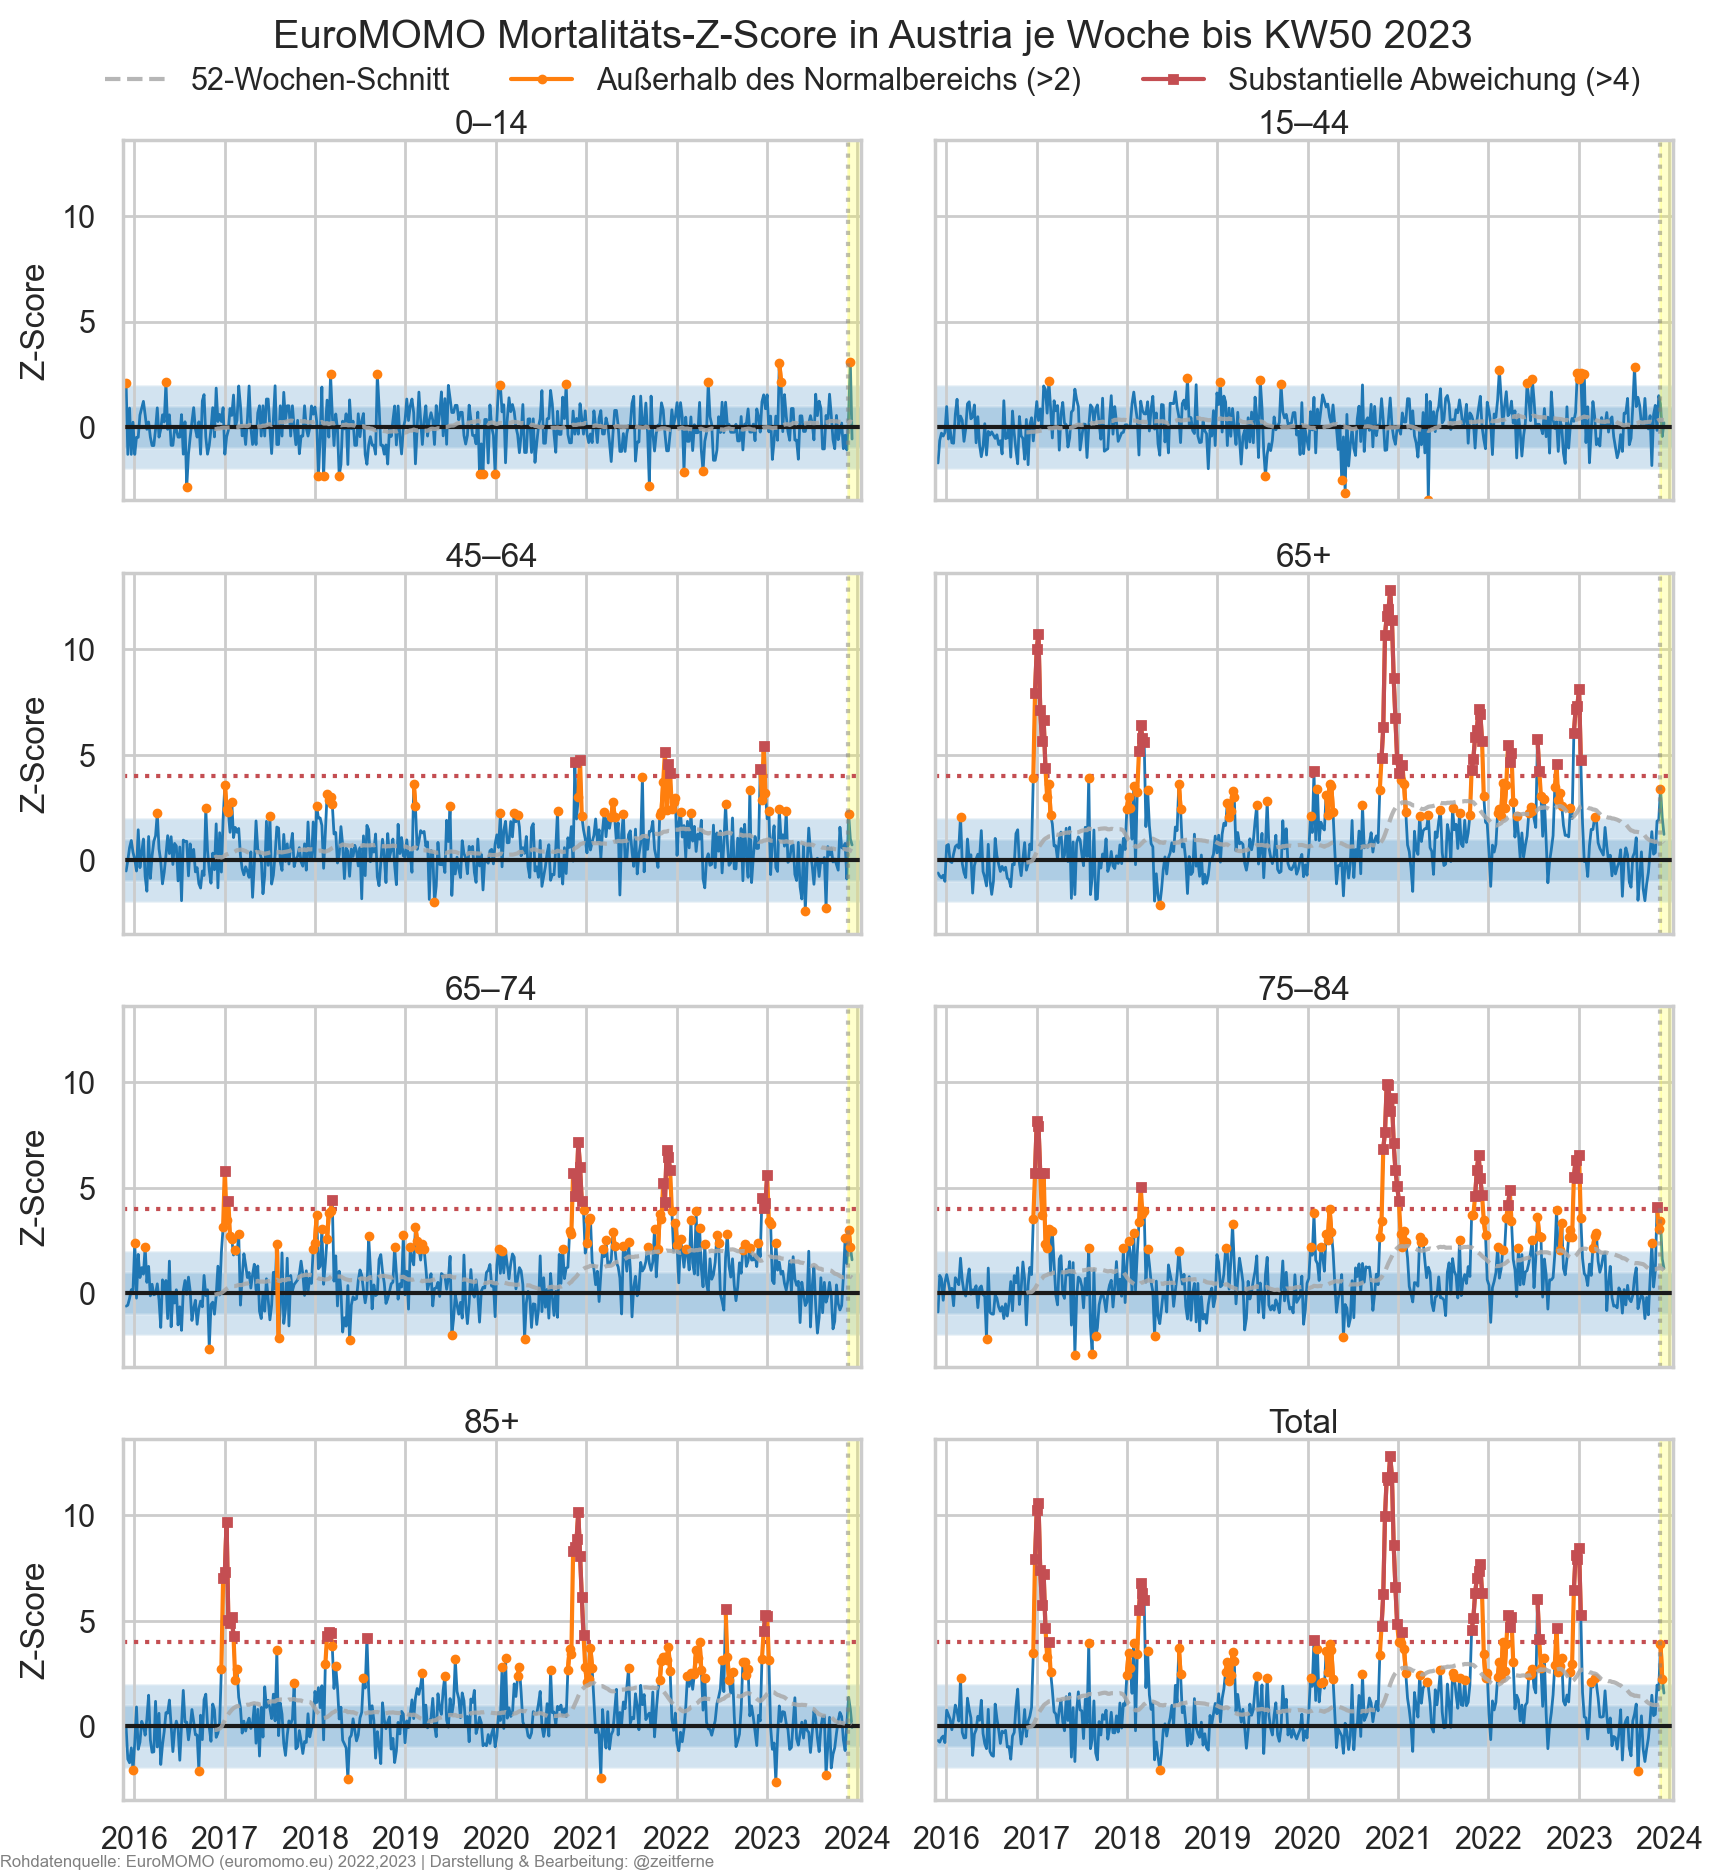 EuroMOMO Mortalitäts-Z-Score in Austria je Woche bis KW50 2023
52-Wochen-Schnitt
Außerhalb des Normalbereichs (>2)
Substantielle Abweichung (>4)
0–14
15–44
Z-Score
10
5
0
45–64
65+
Z-Score
10
5
0
65–74
75–84
Z-Score
10
5
0
85+
Total
Z-Score
10
5
0
2016 2017 2018 2019 2020 2021 2022 2023 2024
2016 2017 2018 2019 2020 2021 2022 2023 2024
Rohdatenquelle: EuroMOMO (euromomo.eu) 2022,2023 | Darstellung & Bearbeitung: @zeitferne